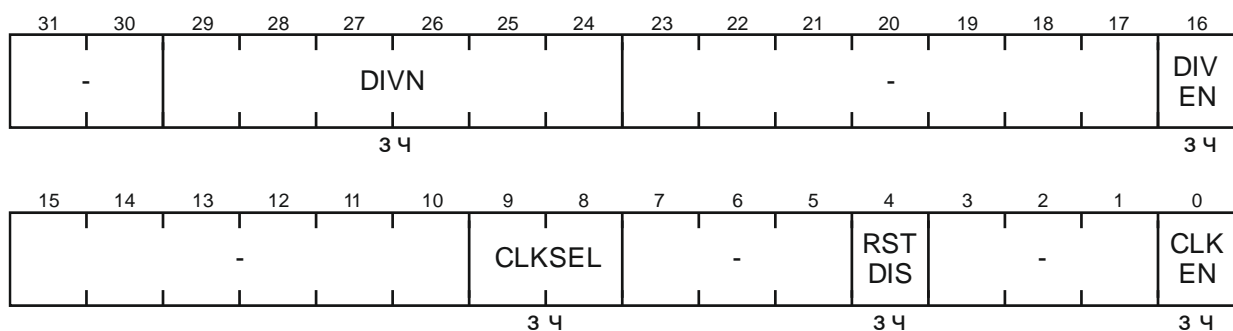 31 30 29 28 27 26 25 24 23 22 21 20 19 18 17 16
- DIVN - DIV
EN
З Ч З Ч
15 14 13 12 11 10 9 8 7 6 5 4 3 2 1 0
- CLKSEL - RST - CLK
DIS EN
З Ч З Ч З Ч